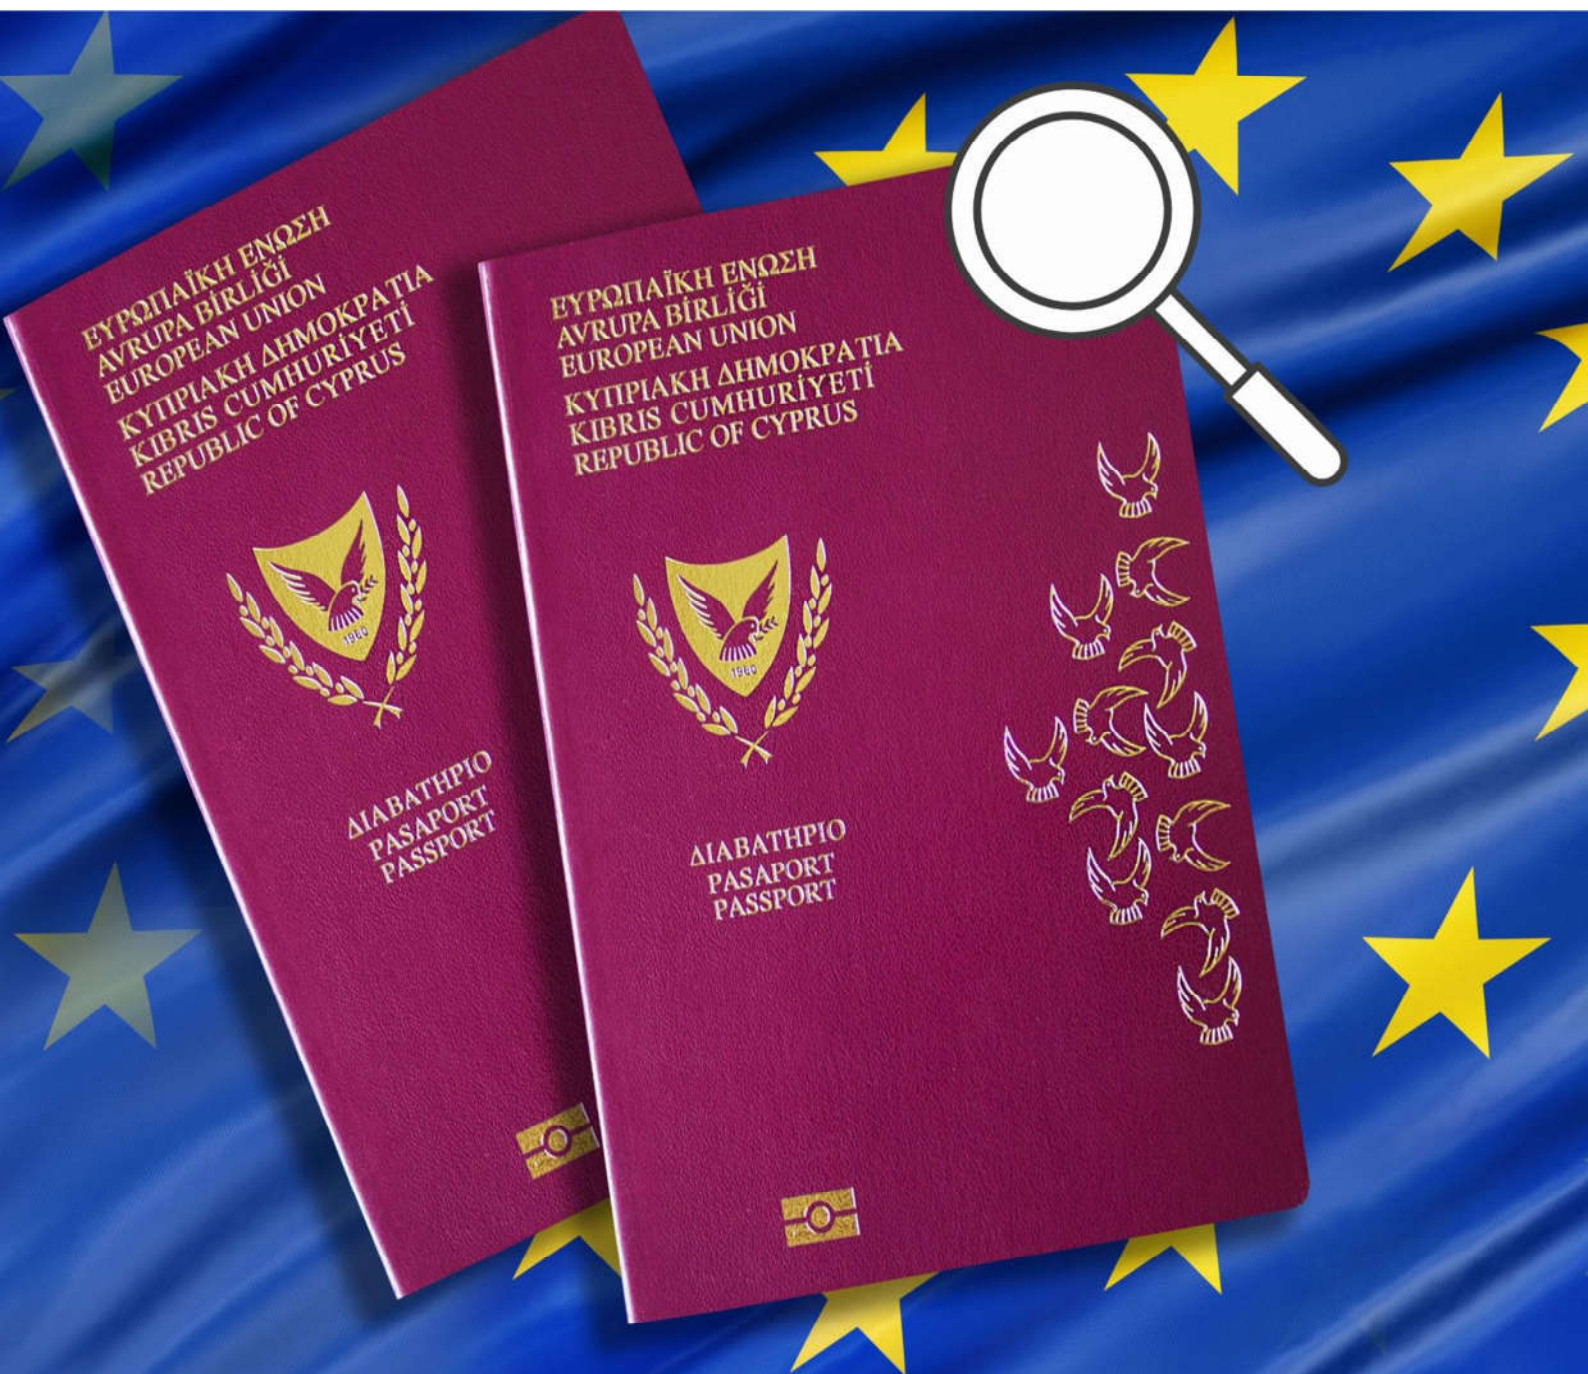 ΕΥΡΩΠΑΪΚΗ ΕΝΩΣΗ
AVRUPA BİRLİĞİ
EUROPEAN UNION
ΚΥΠΡΙΑΚΗ ΔΗΜΟΚΡΑΤΙΑ
KIBRIS CUMHURİYETİ
REPUBLIC OF CYPRUS
1960
ΔΙΑΒΑΤΗΡΙΟ
PASAPORT
PASSPORT
ΕΥΡΩΠΑΪΚΗ ΕΝΩΣΗ
AVRUPA BİRLİĞİ
EUROPEAN UNION
ΚΥΠΡΙΑΚΗ ΔΗΜΟΚΡΑΤΙΑ
KIBRIS CUMHURİYETİ
REPUBLIC OF CYPRUS
1960
ΔΙΑΒΑΤΗΡΙΟ
PASAPORT
PASSPORT